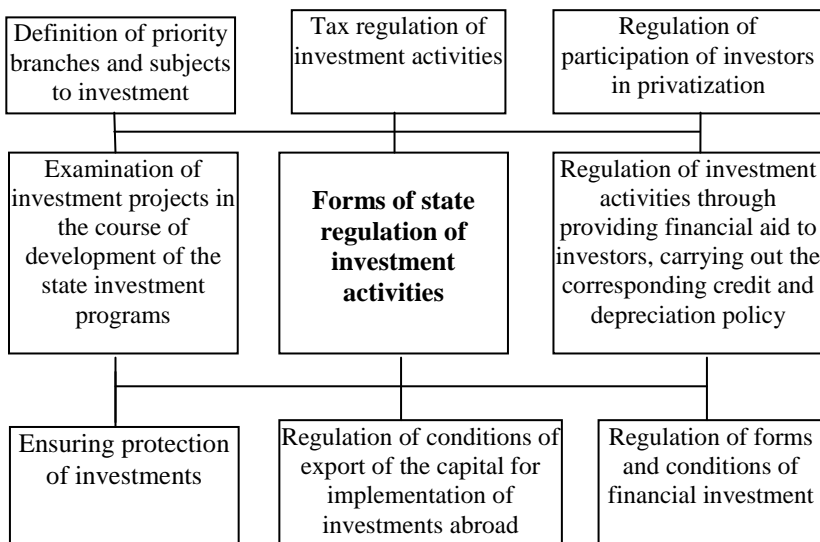 Definition of priority
branches and subjects
to investment
Tax regulation of
investment activities
Regulation of
participation of investors
in privatization
Examination of
investment projects in
the course of
development of the
state investment
programs
Forms of state
regulation of
investment
activities
Regulation of investment
activities through
providing financial aid to
investors, carrying out the
corresponding credit and
depreciation policy
Ensuring protection
of investments
Regulation of conditions of
export of the capital for
implementation of
investments abroad
Regulation of forms
and conditions of
financial investment